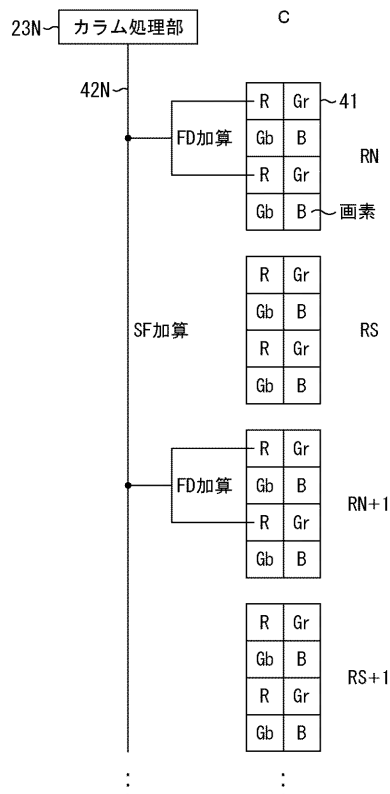 23N カラム処理部 C
42N
R Gr 41
FD加算
Gb B
RN
R Gr
Gb B 画素
R Gr
Gb B
SF加算 RS
R Gr
Gb B
R Gr
FD加算
Gb B
RN+1
R Gr
Gb B
R Gr
Gb B
RS+1
R Gr
Gb B
: :